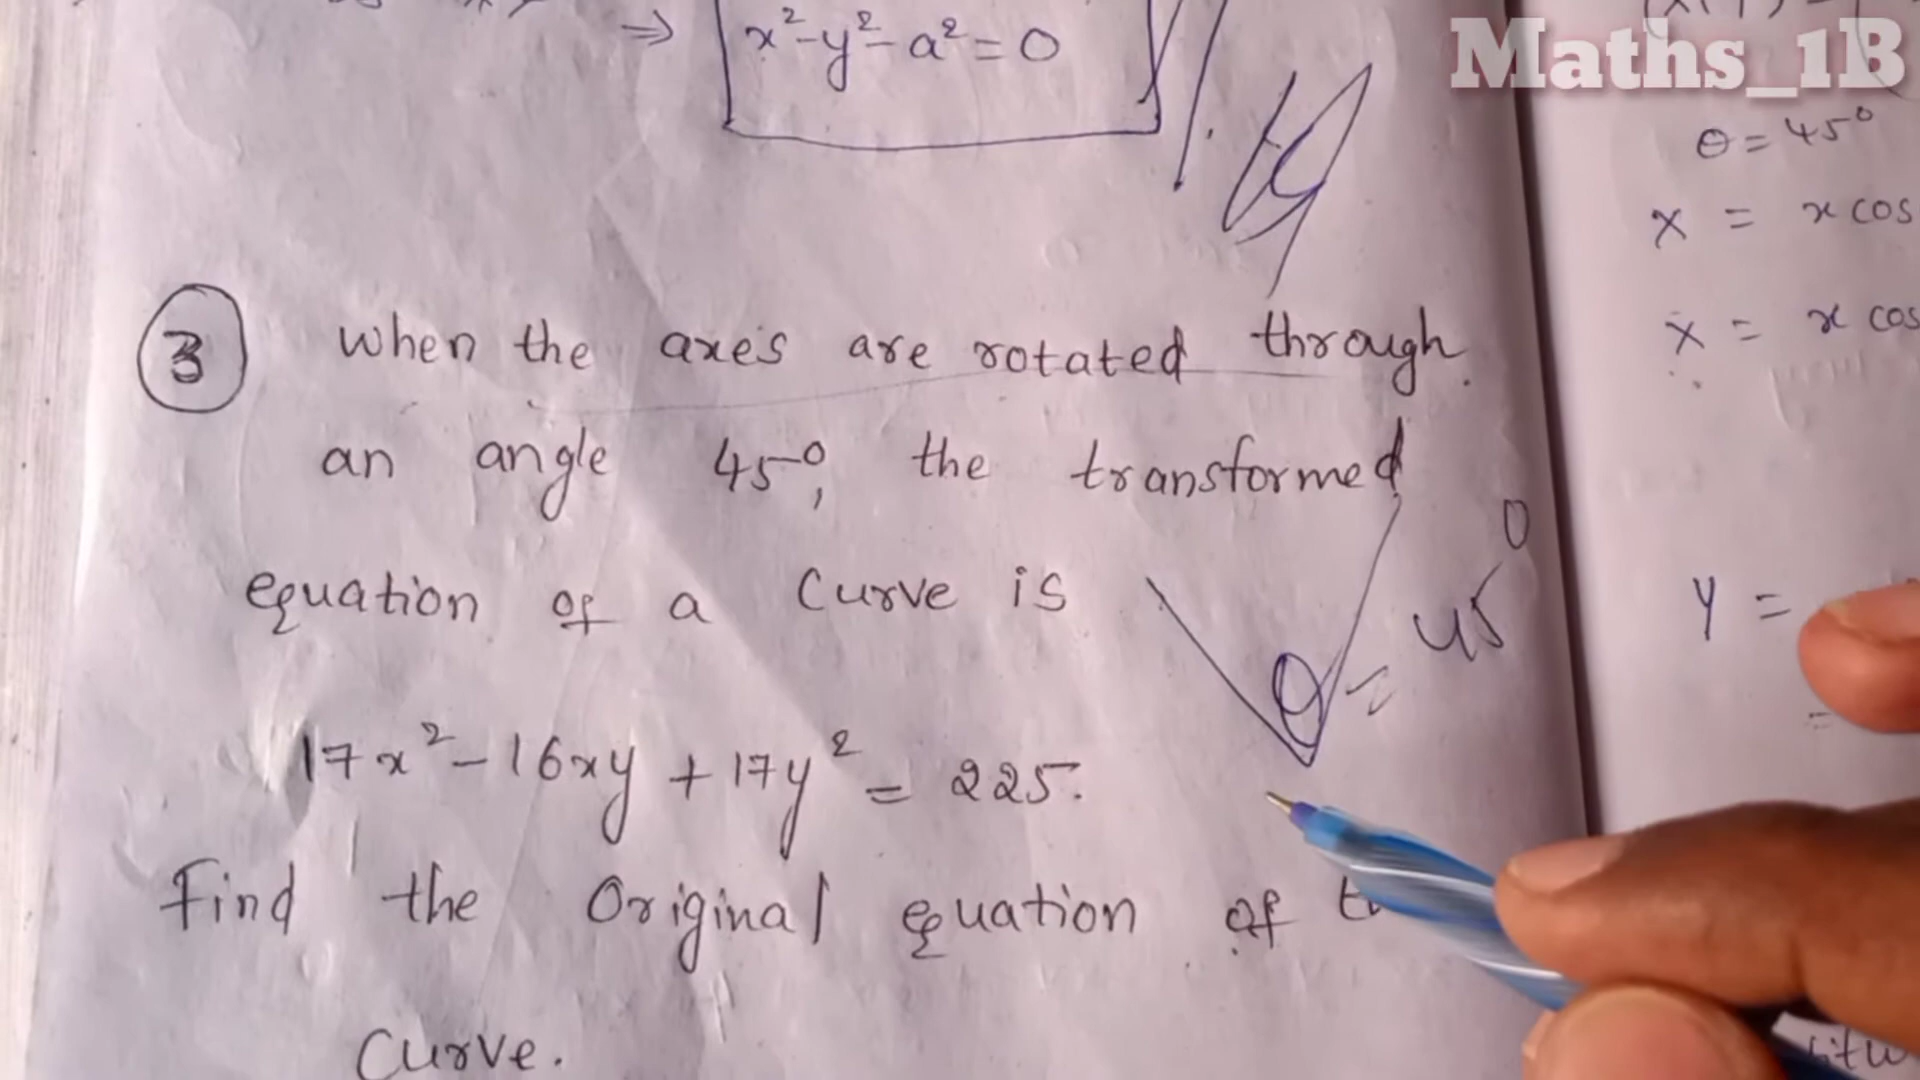 ⇒ x²-y²-a²=0
Maths_1B
③ When the axes are rotated through
an angle 45°, the transformed
equation of a Curve is
θ = 45°
17x² - 16xy + 17y² = 225.
Find the Original equation of
Curve.
θ = 45°
X = x cos
X = x cos
Y =
=